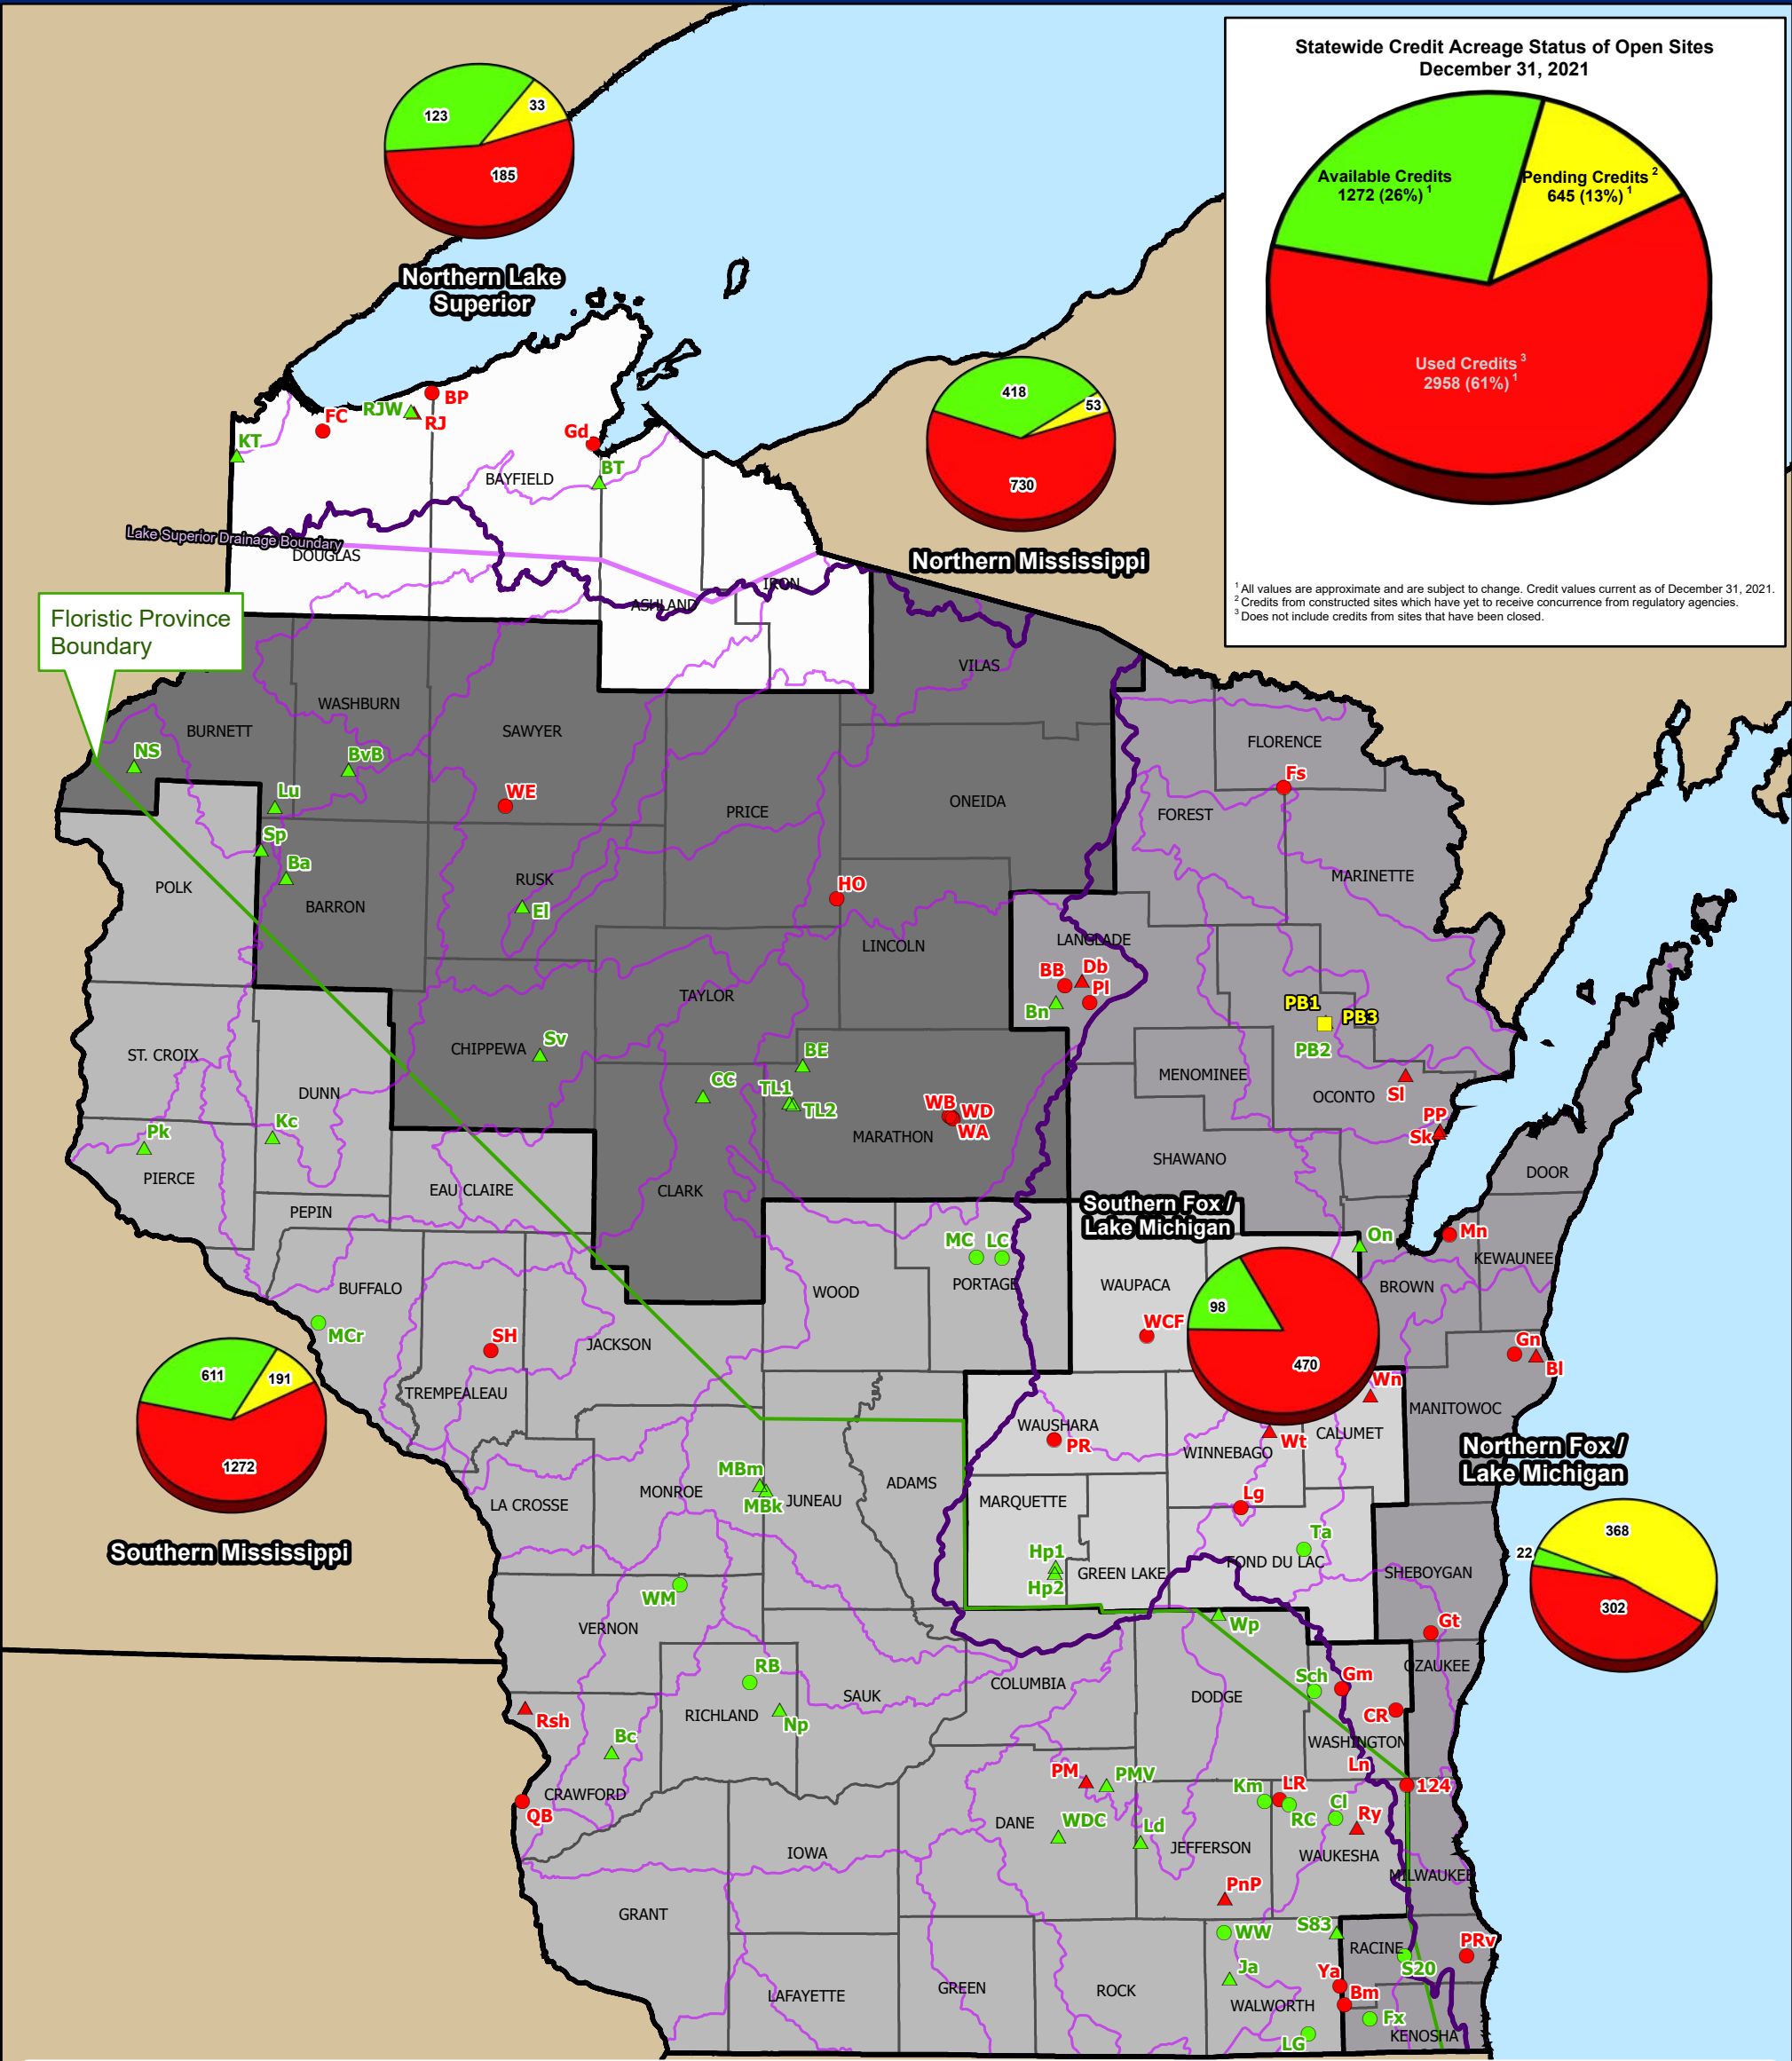 Statewide Credit Acreage Status of Open Sites
December 31, 2021
Available Credits
1272 (26%) 1
Pending Credits 2
645 (13%) 1
Used Credits 3
2958 (61%) 1
1 All values are approximate and are subject to change. Credit values current as of December 31, 2021.
2 Credits from constructed sites which have yet to receive concurrence from regulatory agencies.
3 Does not include credits from sites that have been closed.
123
33
185
Northern Lake
Superior
418
53
730
Northern Mississippi
BP
RJW
RJ
FC
KT
Gd
BT
BAYFIELD
Lake Superior Drainage Boundary
DOUGLAS
IRON
ASHLAND
Floristic Province
Boundary
VILAS
WASHBURN
BURNETT
SAWYER
FLORENCE
NS
BvB
Fs
Lu
WE
PRICE
ONEIDA
FOREST
Sp
Ba
POLK
RUSK
HO
MARINETTE
BARRON
El
LINCOLN
LANGLADE
BB
Db
Pl
Bn
TAYLOR
PB1
PB3
PB2
ST. CROIX
CHIPPEWA
Sv
BE
MENOMINEE
DUNN
CC
TL1
TL2
OCONTO
Sl
Kc
Pk
WB
WD
WA
MARATHON
PP
Sk
PIERCE
SHAWANO
DOOR
EAU CLAIRE
CLARK
PEPIN
Southern Fox /
Lake Michigan
On
Mn
MC
LC
KEWAUNEE
BUFFALO
WOOD
PORTAGE
WAUPACA
BROWN
98
470
MCr
SH
JACKSON
WCF
Gn
Bl
611
191
1272
Southern Mississippi
TREMPEALEAU
Wn
MANITOWOC
WAUSHARA
PR
WINNEBAGO
Wt
CALUMET
Northern Fox /
Lake Michigan
368
22
302
MBm
MBk
MONROE
JUNEAU
ADAMS
LA CROSSE
MARQUETTE
Lg
Ta
Hp1
Hp2
GREEN LAKE
FOND DU LAC
SHEBOYGAN
WM
VERNON
Wp
Gt
RB
COLUMBIA
Sch
Gm
OZAUKEE
SAUK
DODGE
Rsh
RICHLAND
Np
CR
Bc
WASHINGTON
Ln
PM
PMV
124
CRAWFORD
QB
Km
LR
RC
Cl
Ry
DANE
WDC
Ld
JEFFERSON
IOWA
WAUKESHA
MILWAUKEE
PnP
GRANT
WW
S83
RACINE
PRv
S20
Ja
Ya
Bm
LAFAYETTE
GREEN
ROCK
WALWORTH
Fx
LG
KENOSHA